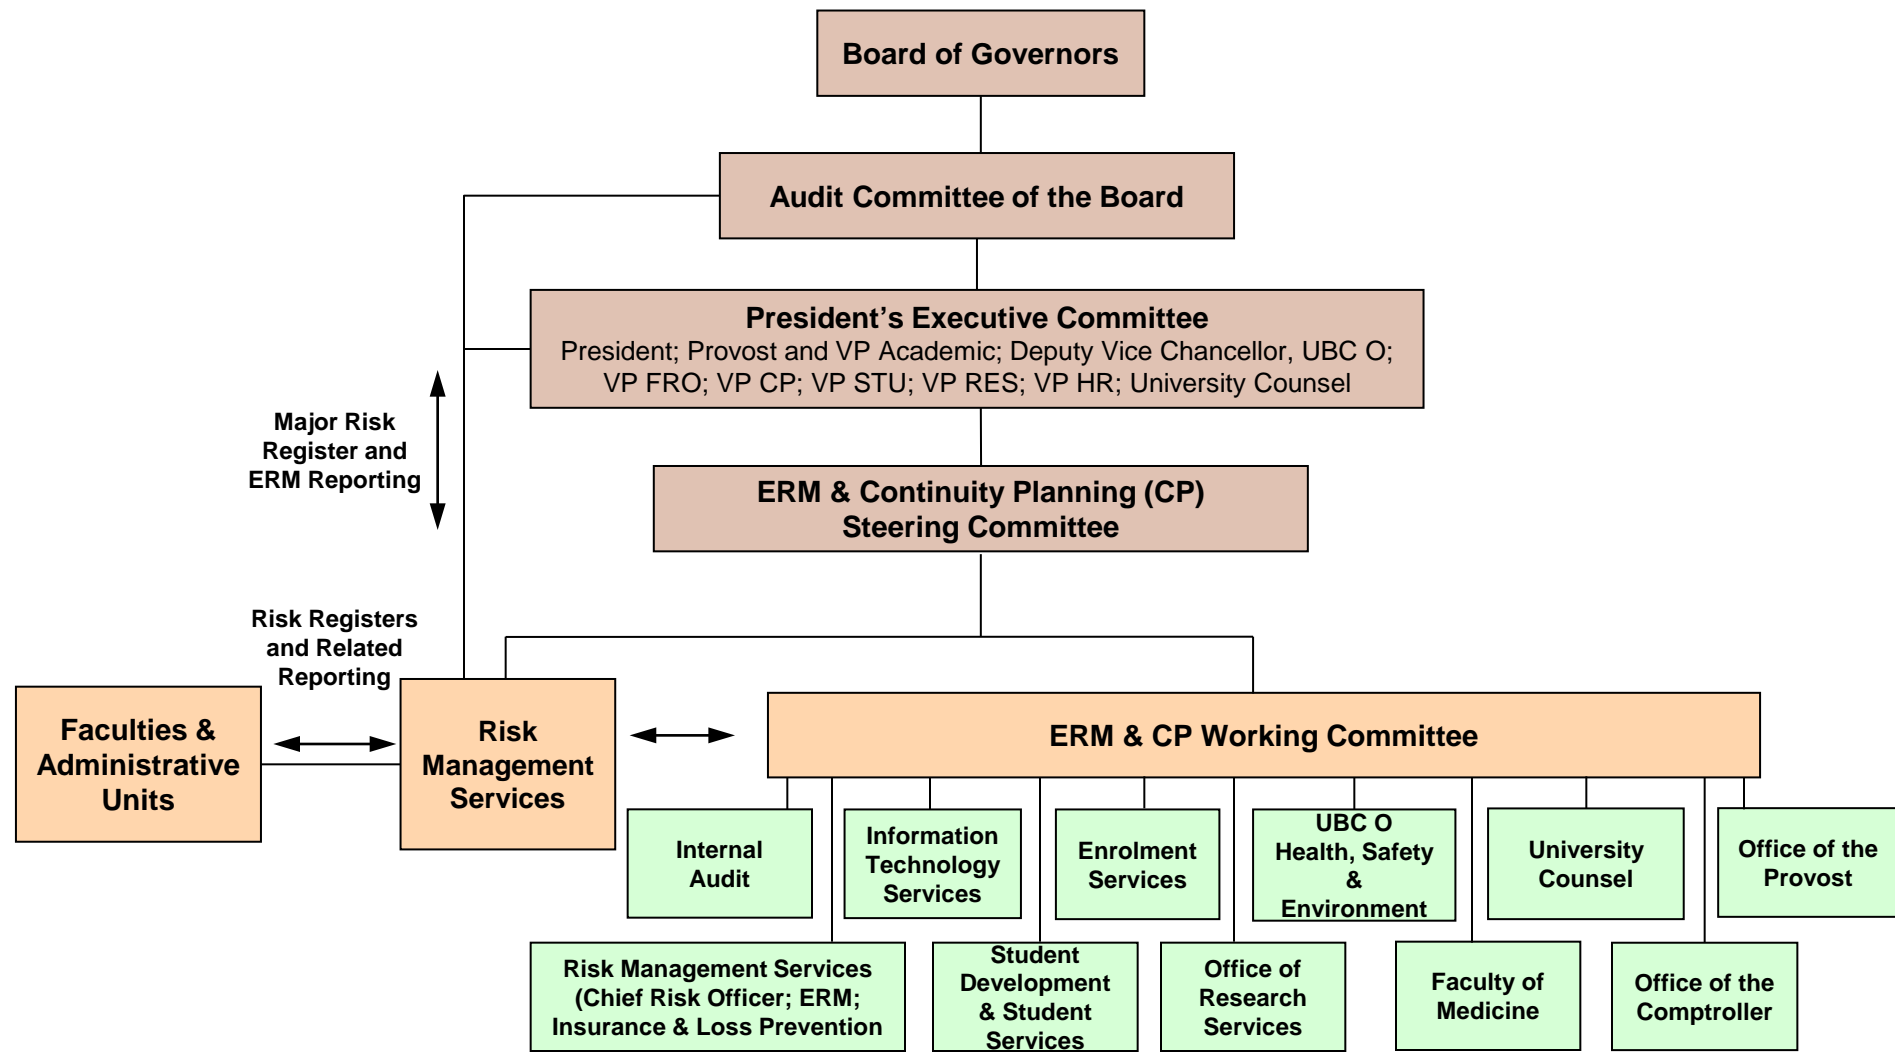 Board of Governors
Audit Committee of the Board
President’s Executive Committee
President; Provost and VP Academic; Deputy Vice Chancellor, UBC O;
VP FRO; VP CP; VP STU; VP RES; VP HR; University Counsel
Major Risk
Register and
ERM Reporting
ERM & Continuity Planning (CP)
Steering Committee
Risk Registers
and Related
Reporting
Faculties &
Administrative
Units
Risk
Management
Services
ERM & CP Working Committee
Internal
Audit
Information
Technology
Services
Enrolment
Services
UBC O
Health, Safety
&
Environment
University
Counsel
Office of the
Provost
Risk Management Services
(Chief Risk Officer; ERM;
Insurance & Loss Prevention
Student
Development
& Student
Services
Office of
Research
Services
Faculty of
Medicine
Office of the
Comptroller